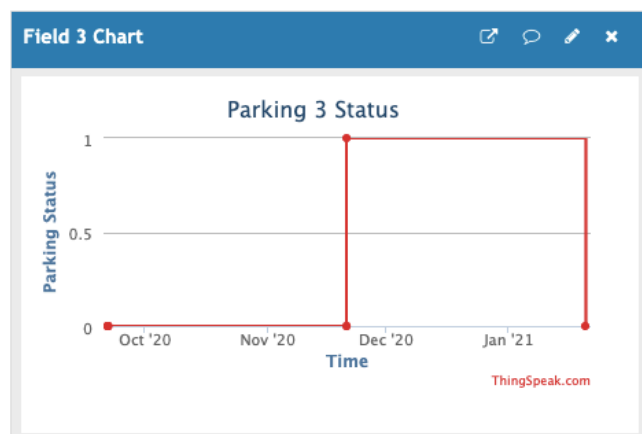 Field 3 Chart
Parking 3 Status
Parking Status
1
0.5
0
Oct '20 Nov '20 Dec '20 Jan '21
Time
ThingSpeak.com